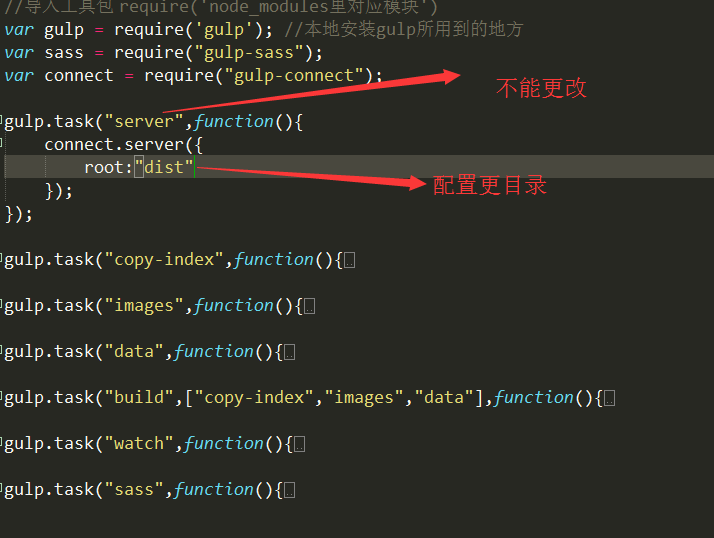 //导入工具包 require('node_modules里对应模块')
var gulp = require('gulp'); //本地安装gulp所用到的地方
var sass = require("gulp-sass");
var connect = require("gulp-connect");
不能更改
gulp.task("server",function(){
connect.server({
root:"dist"
配置更目录
});
});
gulp.task("copy-index",function(){..
gulp.task("images",function(){..
gulp.task("data",function(){..
gulp.task("build",["copy-index","images","data"],function(){..
gulp.task("watch",function(){..
gulp.task("sass",function(){..